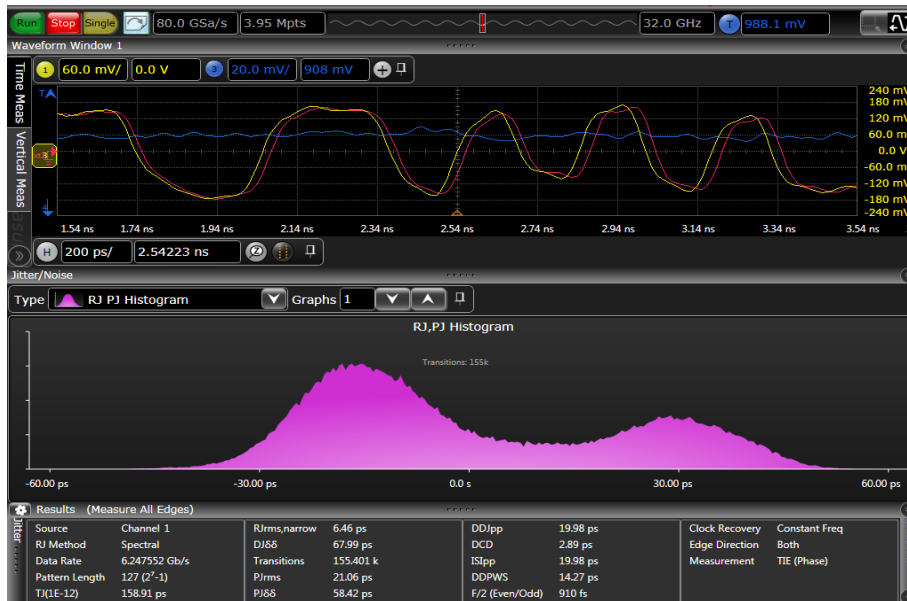 Run Stop Single 80.0 GSa/s 3.95 Mpts 32.0 GHz T 988.1 mV
Waveform Window 1
1 60.0 mV/ 0.0 V 3 20.0 mV/ 908 mV
Time Meas
Vertical Meas
240 mV
180 mV
120 mV
60.0 m
0.0 V
-60.0 m
-120 mV
-180 mV
-240 mV
1.54 ns 1.74 ns 1.94 ns 2.14 ns 2.34 ns 2.54 ns 2.74 ns 2.94 ns 3.14 ns 3.34 ns 3.54 ns
H 200 ps/ 2.54223 ns
Jitter/Noise
Type RJ PJ Histogram Graphs 1
RJ,PJ Histogram
Transitions: 155k
-60.00 ps -30.00 ps 0.0 s 30.00 ps 60.00 ps
Results (Measure All Edges)
Jitter
Source Channel 1 RJrms,narrow 6.46 ps DDJpp 19.98 ps Clock Recovery Constant Freq
RJ Method Spectral DJδδ 67.99 ps DCD 2.89 ps Edge Direction Both
Data Rate 6.247552 Gb/s Transitions 155.401 k ISIpp 19.98 ps Measurement TIE (Phase)
Pattern Length 127 (2⁷-1) PJrms 21.06 ps DDPWS 14.27 ps
TJ(1E-12) 158.91 ps PJδδ 58.42 ps F/2 (Even/Odd) 910 fs